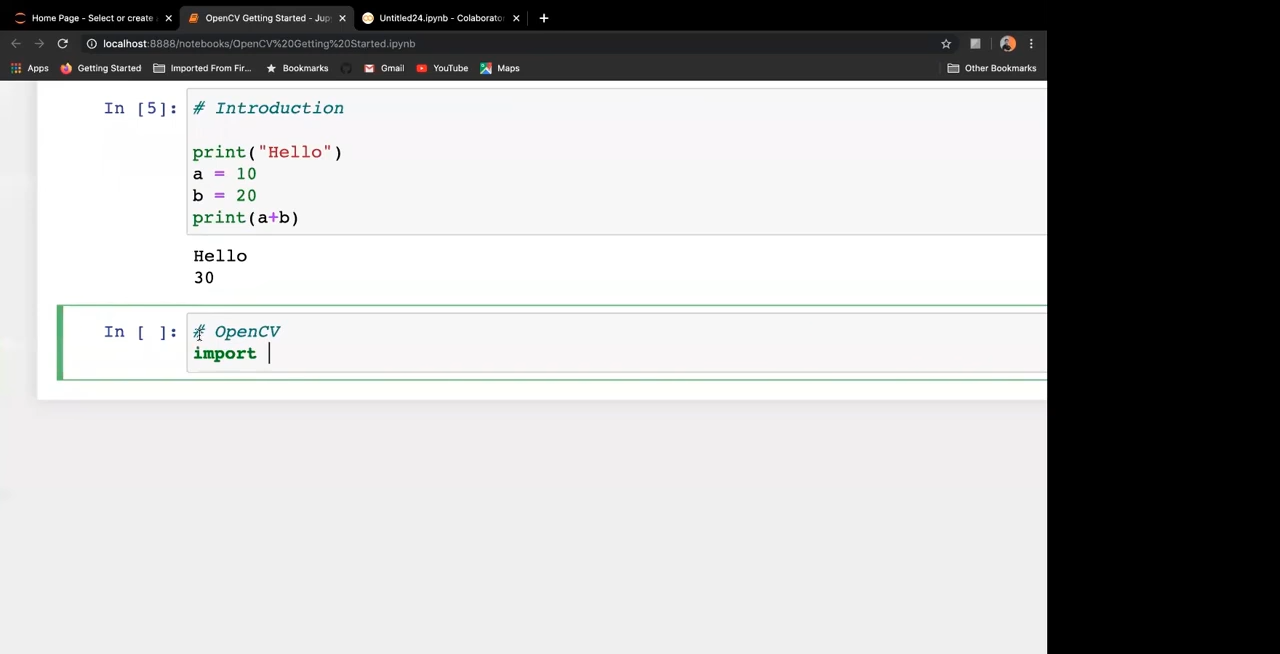 Home Page - Select or create
OpenCV Getting Started - Jup
Untitled24.ipynb - Colaborato
localhost:8888/notebooks/OpenCV%20Getting%20Started.ipynb
Apps Getting Started Imported From Fir... Bookmarks Gmail YouTube Maps Other Bookmarks
In [5]: # Introduction
print("Hello")
a = 10
b = 20
print(a+b)
Hello
30
In [ ]: # OpenCV
import